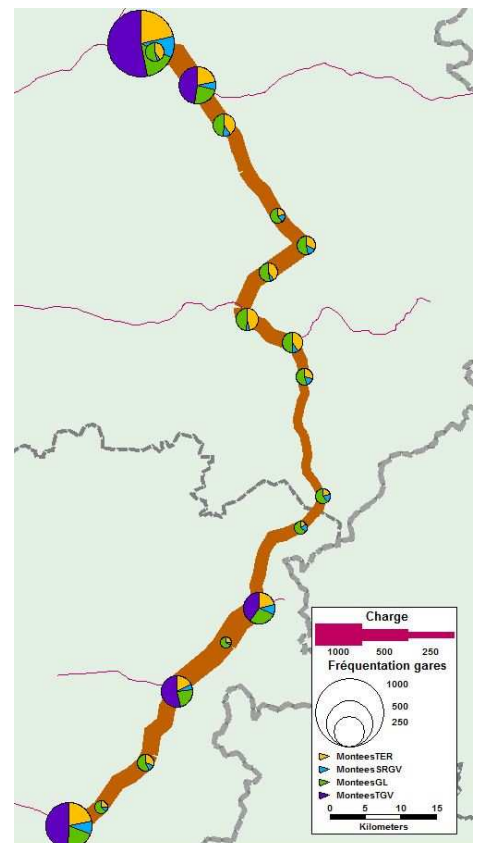 Charge
1000 500 250
Fréquentation gares
1000
500
250
MonteesTER
MonteesSRGV
MonteesGL
MonteesTGV
0 5 10 15
Kilometers